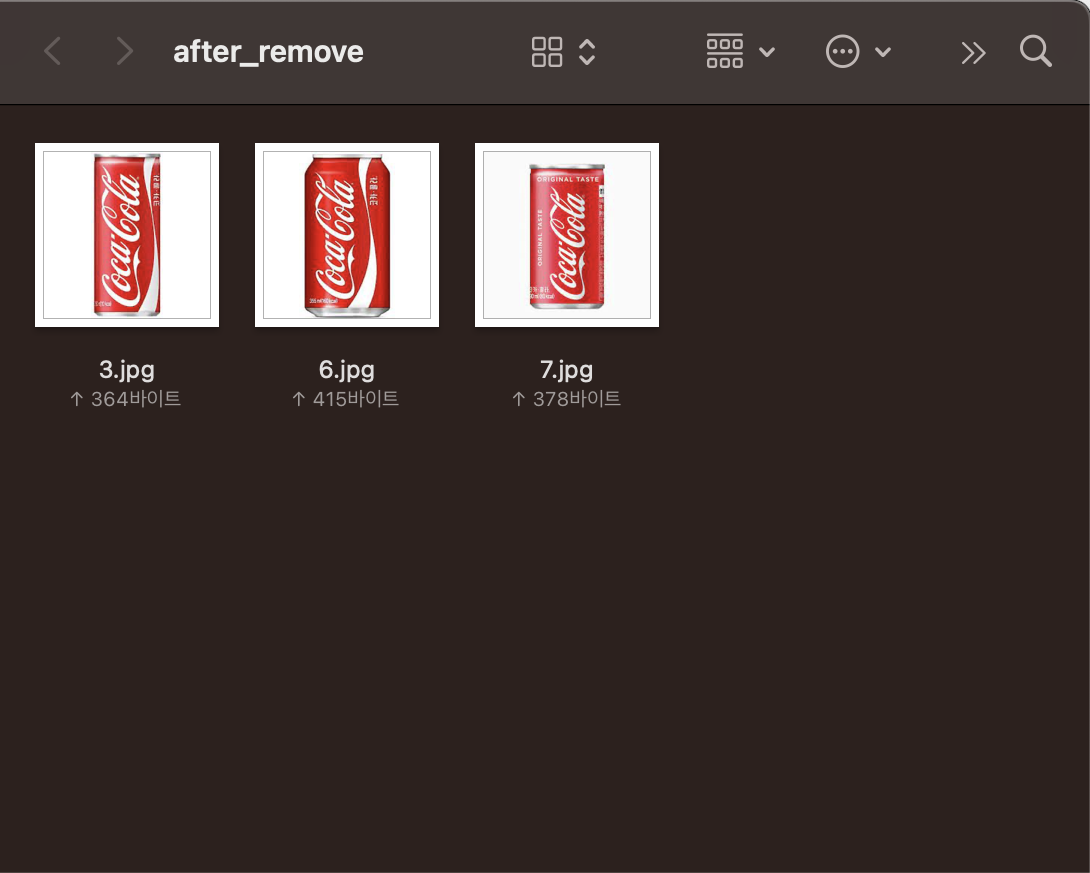 after_remove
Coca-Cola
Coca-Cola
ORIGINAL TASTE
ORIGINAL TASTE
Coca-Cola
3.jpg
6.jpg
7.jpg
↑ 364바이트
↑ 415바이트
↑ 378바이트